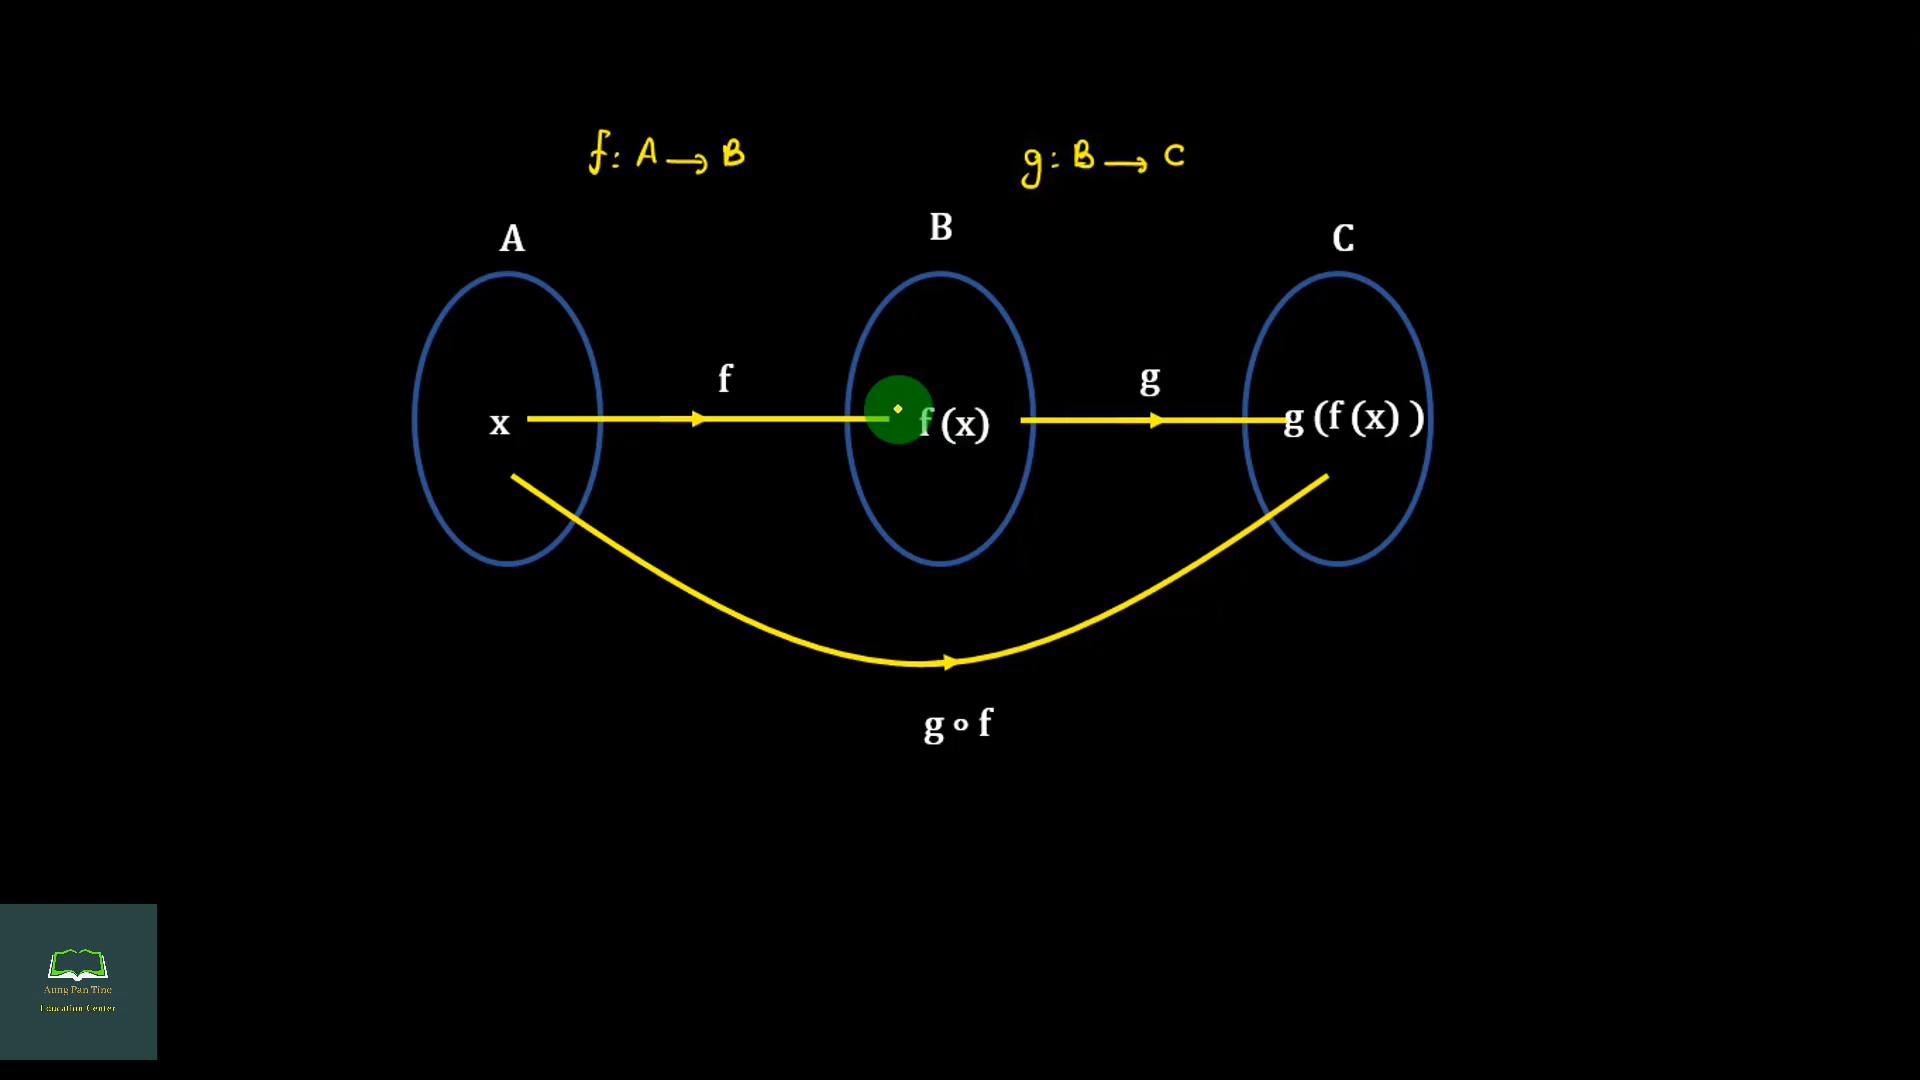 f: A → B
g: B → C
A
B
C
f
g
x
f (x)
g (f (x) )
g ∘ f
Aung Pan Tine
Education Center